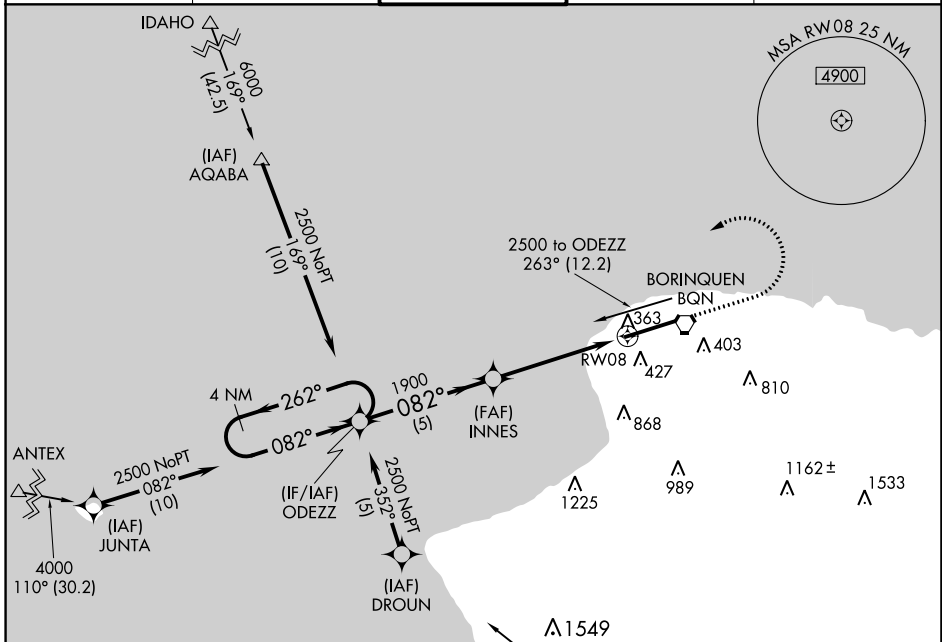 IDAHO
6000
169°
(42.5)
MSA RW08 25 NM
4900
(IAF)
AQABA
2500 NoPT
169°
(10)
2500 to ODEZZ
263° (12.2)
BORINQUEN
BQN
363
RW08
403
427
810
868
4 NM
262°
082°
1900
082°
(5)
(FAF)
INNES
ANTEX
2500 NoPT
082°
(10)
(IF/IAF)
ODEZZ
2500 NoPT
352°
(5)
1225
989
1162 ±
1533
(IAF)
JUNTA
4000
110° (30.2)
(IAF)
DROUN
1549